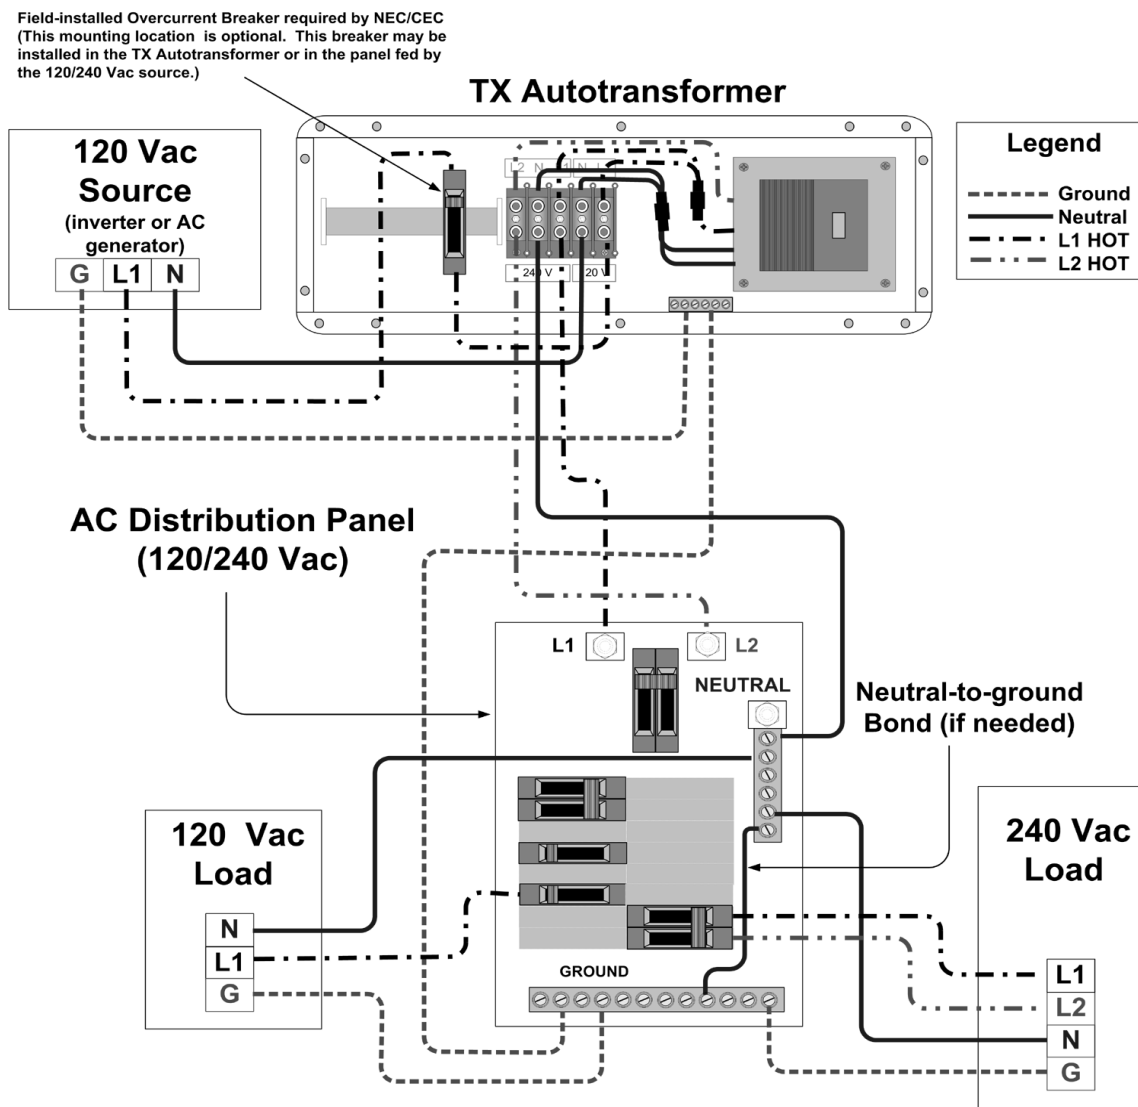 Field-installed Overcurrent Breaker required by NEC/CEC
(This mounting location is optional. This breaker may be
installed in the TX Autotransformer or in the panel fed by
the 120/240 Vac source.)
TX Autotransformer
120 Vac
Source
(inverter or AC
generator)
G L1 N
L2 N
N
240 V
20 V
Legend
Ground
Neutral
L1 HOT
L2 HOT
AC Distribution Panel
(120/240 Vac)
L1
L2
NEUTRAL
Neutral-to-ground
Bond (if needed)
120 Vac
Load
N
L1
G
GROUND
240 Vac
Load
L1
L2
N
G